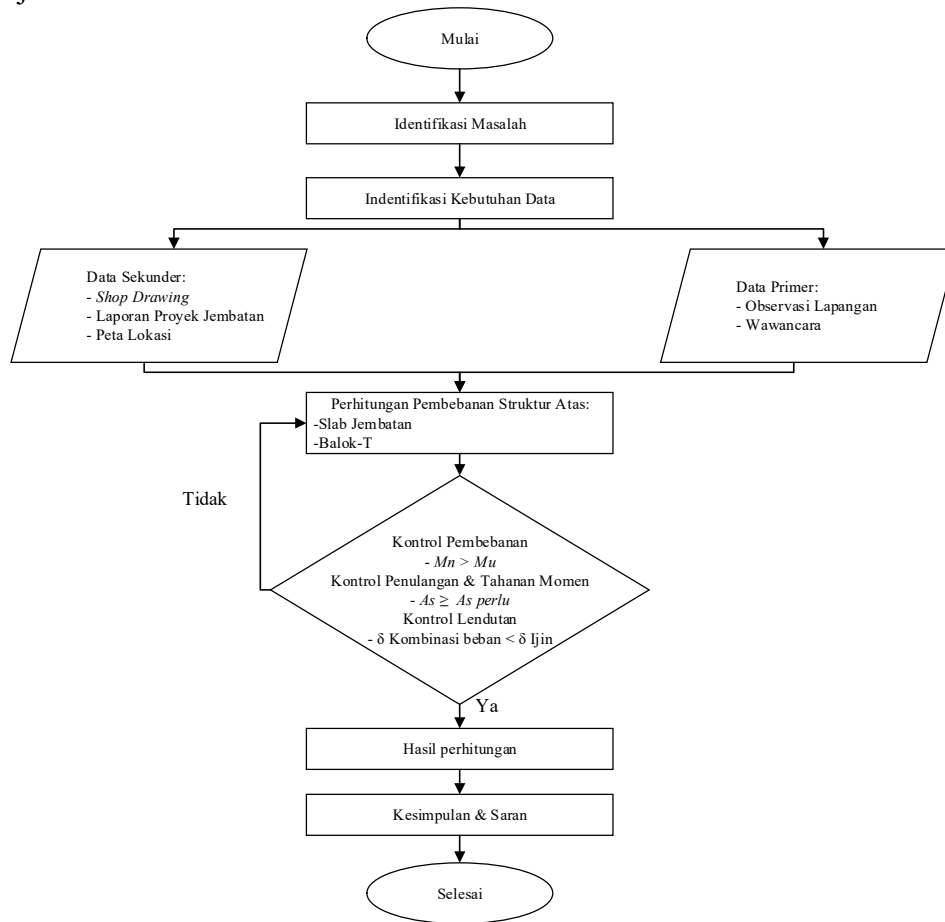 Mulai
Identifikasi Masalah
Indentifikasi Kebutuhan Data
Data Sekunder:
- Shop Drawing
- Laporan Proyek Jembatan
- Peta Lokasi
Data Primer:
- Observasi Lapangan
- Wawancara
Perhitungan Pembebanan Struktur Atas:
-Slab Jembatan
-Balok-T
Tidak
Kontrol Pembebanan
- Mn > Mu
Kontrol Penulangan & Tahanan Momen
- As ≥ As perlu
Kontrol Lendutan
- δ Kombinasi beban < δ Ijin
Ya
Hasil perhitungan
Kesimpulan & Saran
Selesai